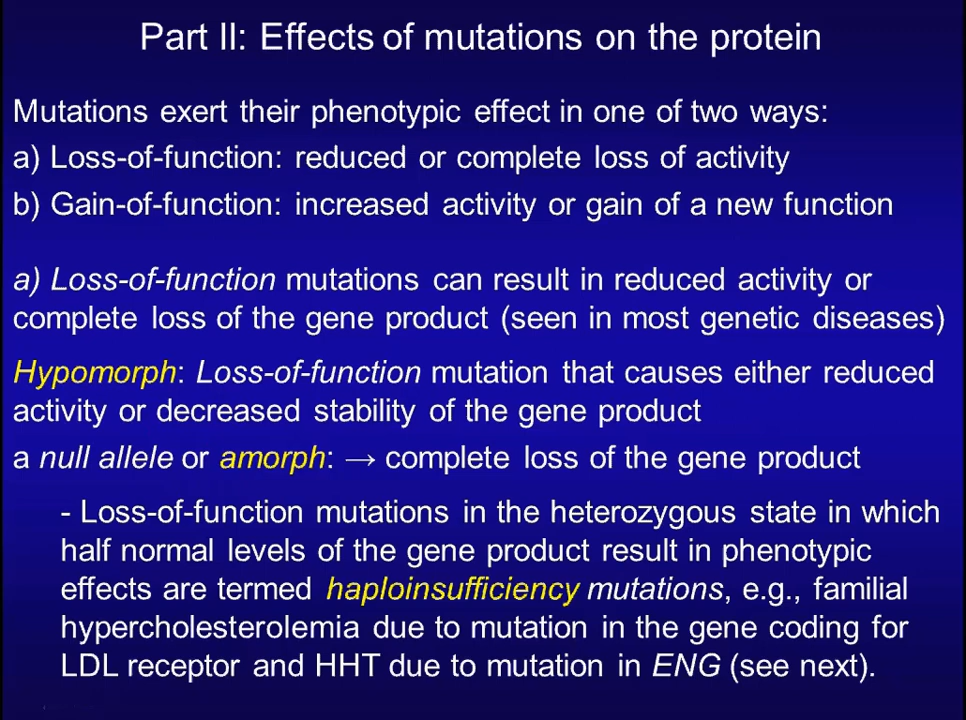 Part II: Effects of mutations on the protein
Mutations exert their phenotypic effect in one of two ways:
a) Loss-of-function: reduced or complete loss of activity
b) Gain-of-function: increased activity or gain of a new function
a) Loss-of-function mutations can result in reduced activity or
complete loss of the gene product (seen in most genetic diseases)
Hypomorph: Loss-of-function mutation that causes either reduced
activity or decreased stability of the gene product
a null allele or amorph: → complete loss of the gene product
- Loss-of-function mutations in the heterozygous state in which
half normal levels of the gene product result in phenotypic
effects are termed haploinsufficiency mutations, e.g., familial
hypercholesterolemia due to mutation in the gene coding for
LDL receptor and HHT due to mutation in ENG (see next).